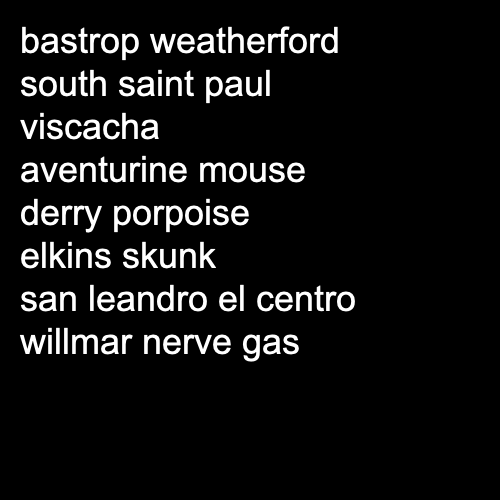 bastrop weatherford
south saint paul
viscacha
aventurine mouse
derry porpoise
elkins skunk
san leandro el centro
willmar nerve gas